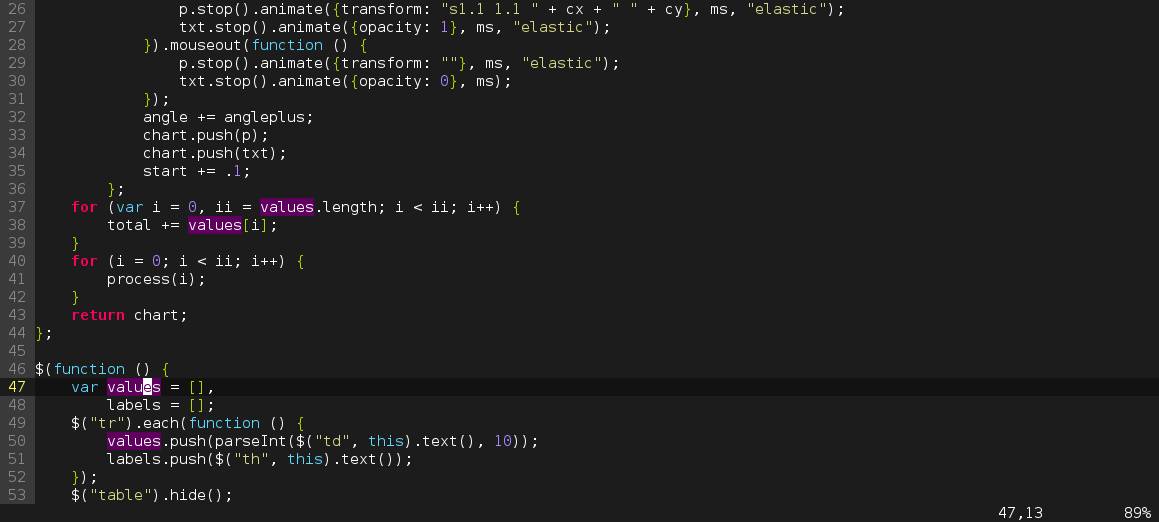 26                 p.stop().animate({transform: "s1.1 1.1 " + cx + " " + cy}, ms, "elastic");
27                 txt.stop().animate({opacity: 1}, ms, "elastic");
28             }).mouseout(function () {
29                 p.stop().animate({transform: ""}, ms, "elastic");
30                 txt.stop().animate({opacity: 0}, ms);
31             });
32             angle += angleplus;
33             chart.push(p);
34             chart.push(txt);
35             start += .1;
36         };
37     for (var i = 0, ii = values.length; i < ii; i++) {
38         total += values[i];
39     }
40     for (i = 0; i < ii; i++) {
41         process(i);
42     }
43     return chart;
44 };
45
46 $(function () {
47     var values = [],
48         labels = [];
49     $("tr").each(function () {
50         values.push(parseInt($("td", this).text(), 10));
51         labels.push($("th", this).text());
52     });
53     $("table").hide();
47,13 89%